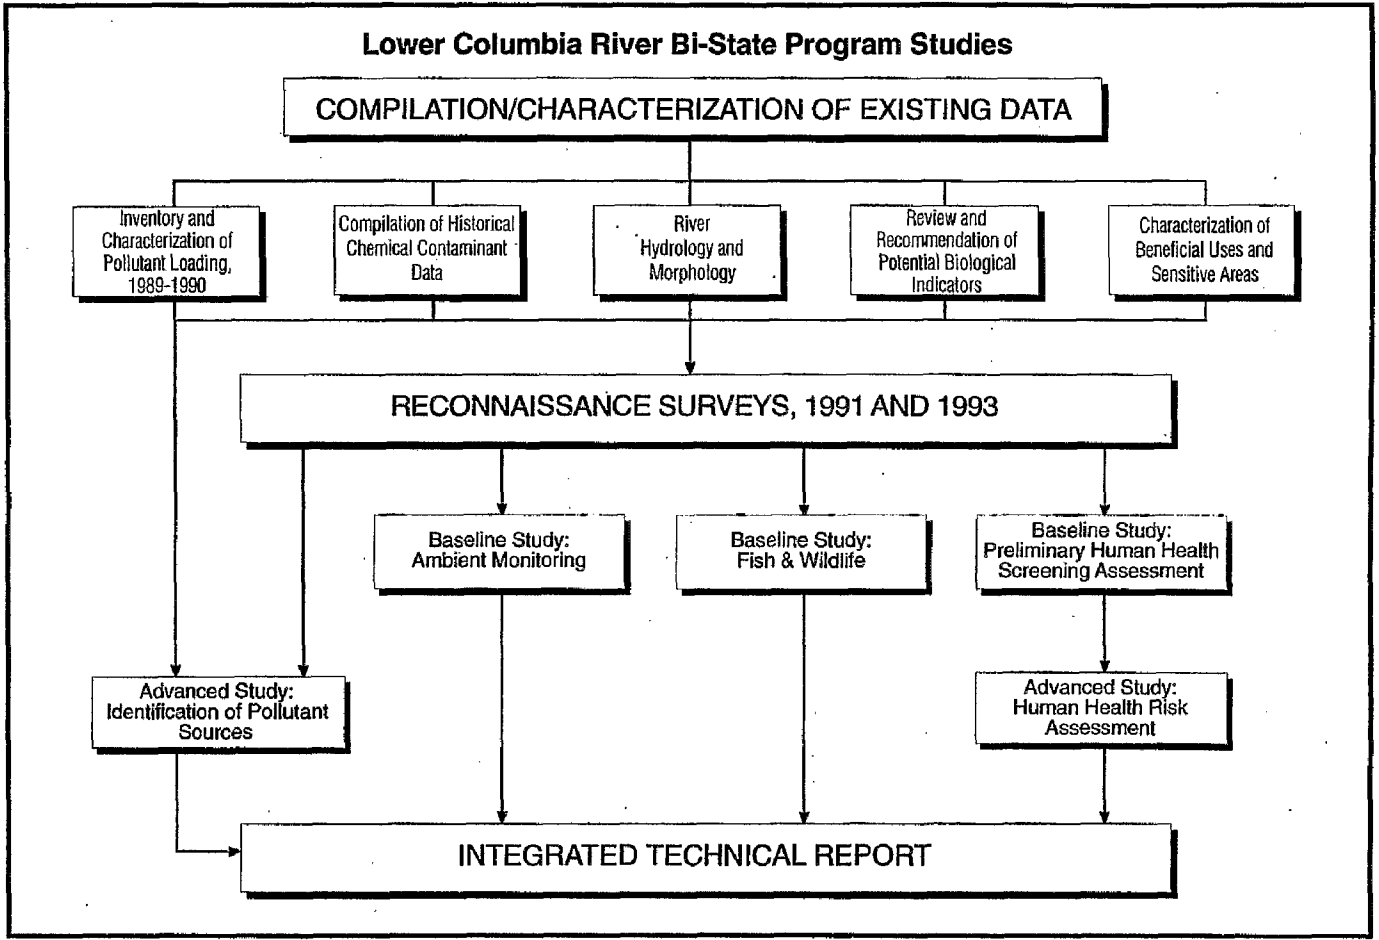 Lower Columbia River Bi-State Program Studies
COMPILATION/CHARACTERIZATION OF EXISTING DATA
Inventory and
Characterization of
Pollutant Loading,
1989-1990
Compilation of Historical
Chemical Contaminant
Data
River
Hydrology and
Morphology
Review and
Recommendation of
Potential Biological
Indicators
Characterization of
Beneficial Uses and
Sensitive Areas
RECONNAISSANCE SURVEYS, 1991 AND 1993
Baseline Study:
Ambient Monitoring
Baseline Study:
Fish & Wildlife
Baseline Study:
Preliminary Human Health
Screening Assessment
Advanced Study:
Identification of Pollutant
Sources
Advanced Study:
Human Health Risk
Assessment
INTEGRATED TECHNICAL REPORT